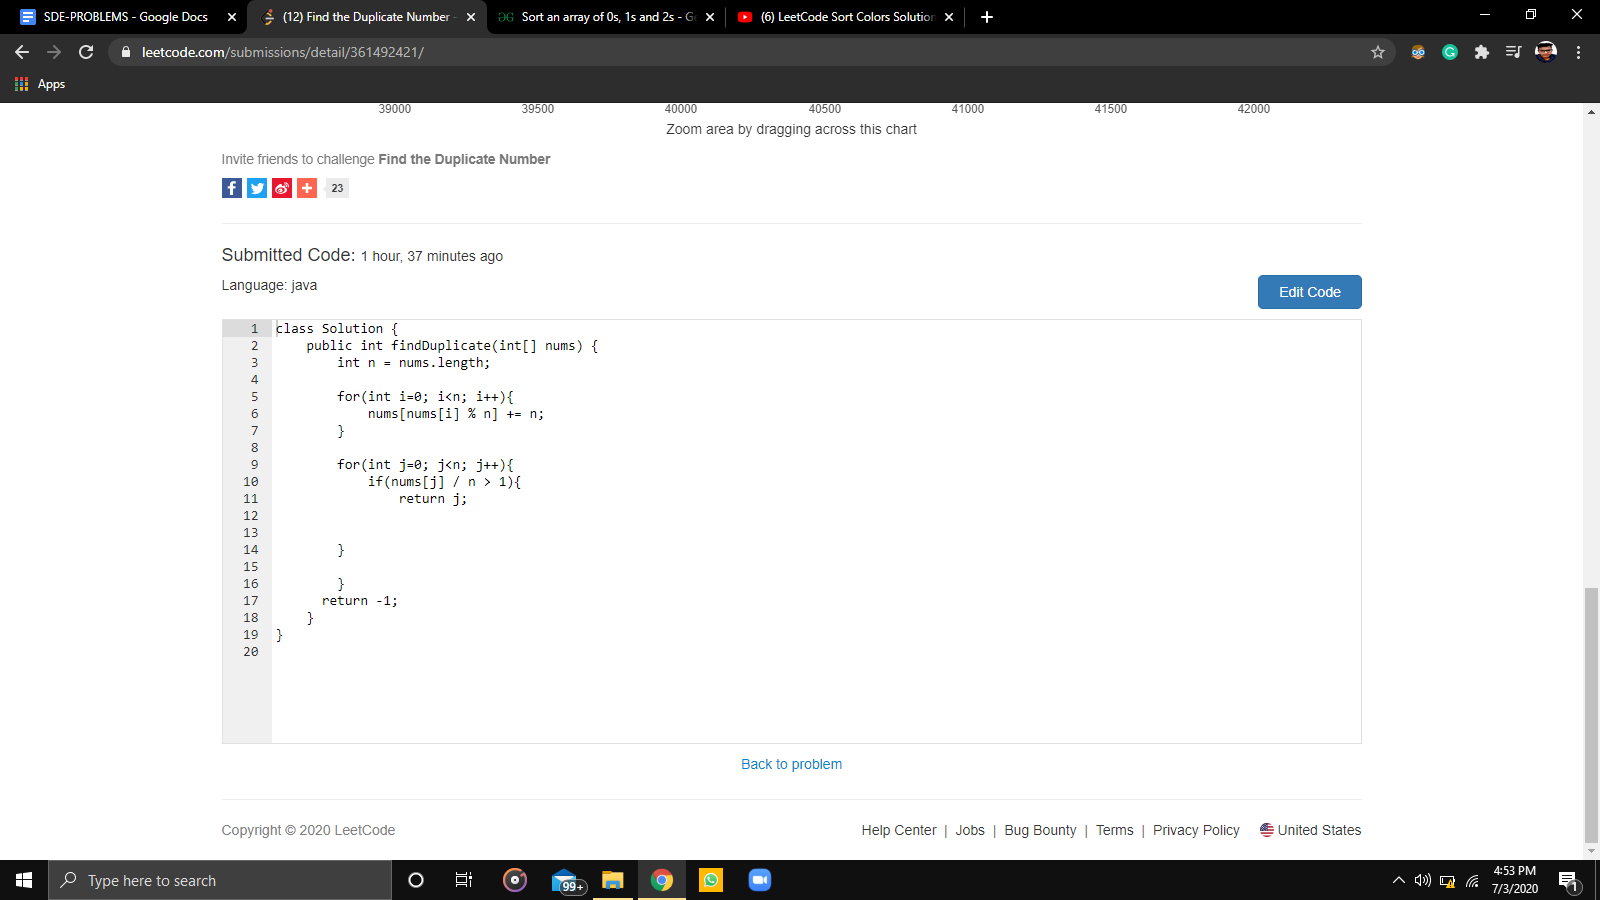 SDE-PROBLEMS - Google Docs
(12) Find the Duplicate Number -
GG Sort an array of 0s, 1s and 2s - G
(6) LeetCode Sort Colors Solution
leetcode.com/submissions/detail/361492421/
Apps
39000 39500 40000 40500 41000 41500 42000
Zoom area by dragging across this chart
Invite friends to challenge Find the Duplicate Number
23
Submitted Code: 1 hour, 37 minutes ago
Language: java
Edit Code
1 class Solution {
2     public int findDuplicate(int[] nums) {
3         int n = nums.length;
4
5         for(int i=0; i<n; i++){
6             nums[nums[i] % n] += n;
7         }
8
9         for(int j=0; j<n; j++){
10             if(nums[j] / n > 1){
11                 return j;
12
13
14         }
15
16         }
17       return -1;
18     }
19 }
20
Back to problem
Copyright © 2020 LeetCode
Help Center | Jobs | Bug Bounty | Terms | Privacy Policy United States
Type here to search
99+
4:53 PM
7/3/2020
1